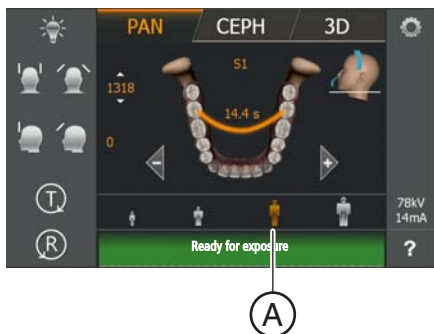 PAN CEPH 3D
S1
1318
14.4 s
0
- +
T
78kV
14mA
R
Ready for exposure
?
A